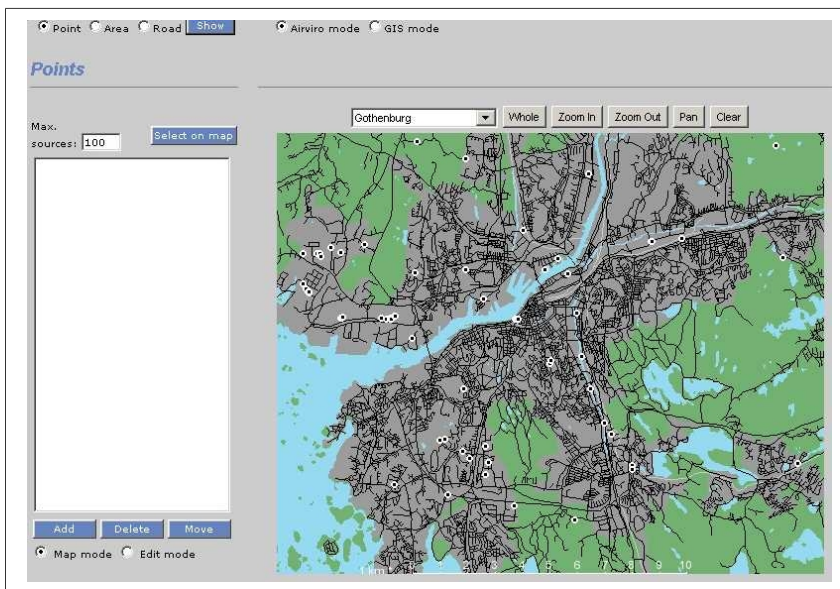 Point Area Road Show Airviro mode GIS mode
Points
Gothenburg Whole Zoom In Zoom Out Pan Clear
Max.
sources: 100 Select on map
Add Delete Move
Map mode Edit mode
1 km 0 1 2 3 4 5 6 7 8 9 10